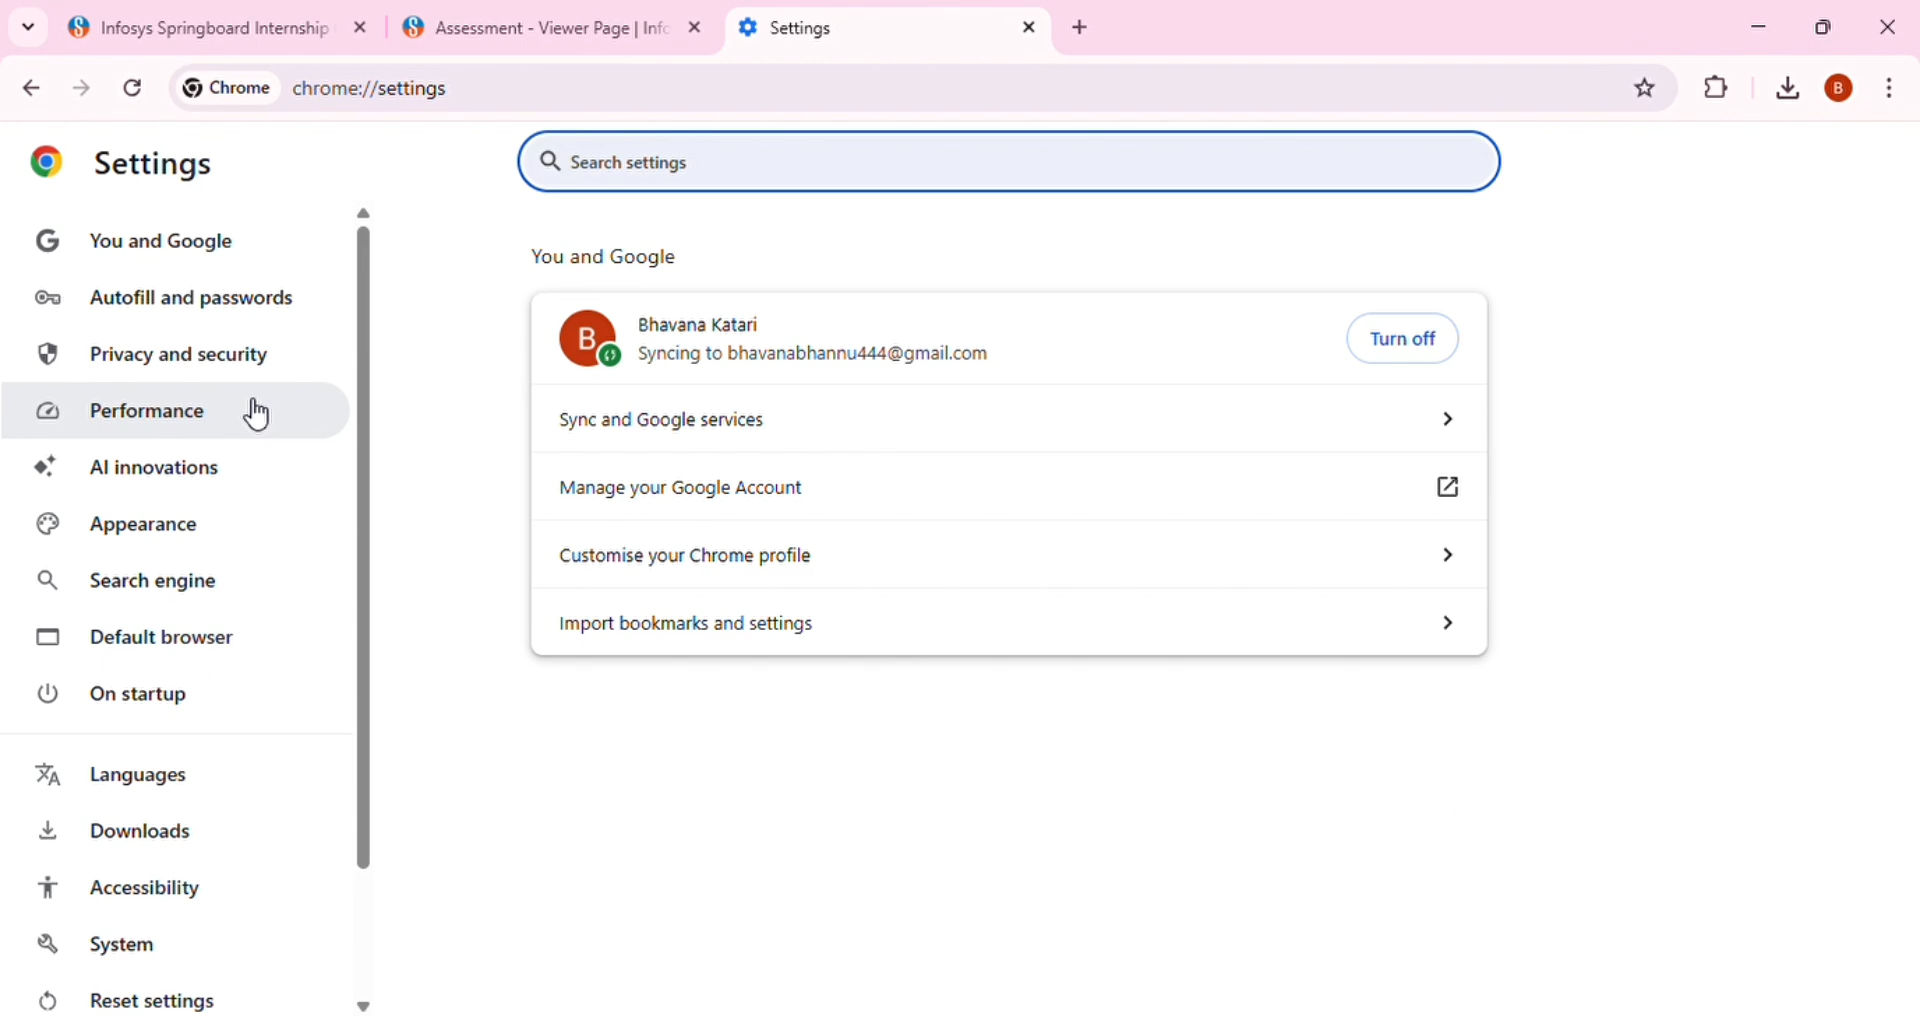 Infosys Springboard Internship
Assessment - Viewer Page | Info
Settings
Chrome
chrome://settings
B
Settings
Search settings
You and Google
Autofill and passwords
Privacy and security
Performance
AI innovations
Appearance
Search engine
Default browser
On startup
Languages
Downloads
Accessibility
System
Reset settings
You and Google
B
Bhavana Katari
Syncing to bhavanabhannu444@gmail.com
Turn off
Sync and Google services
Manage your Google Account
Customise your Chrome profile
Import bookmarks and settings